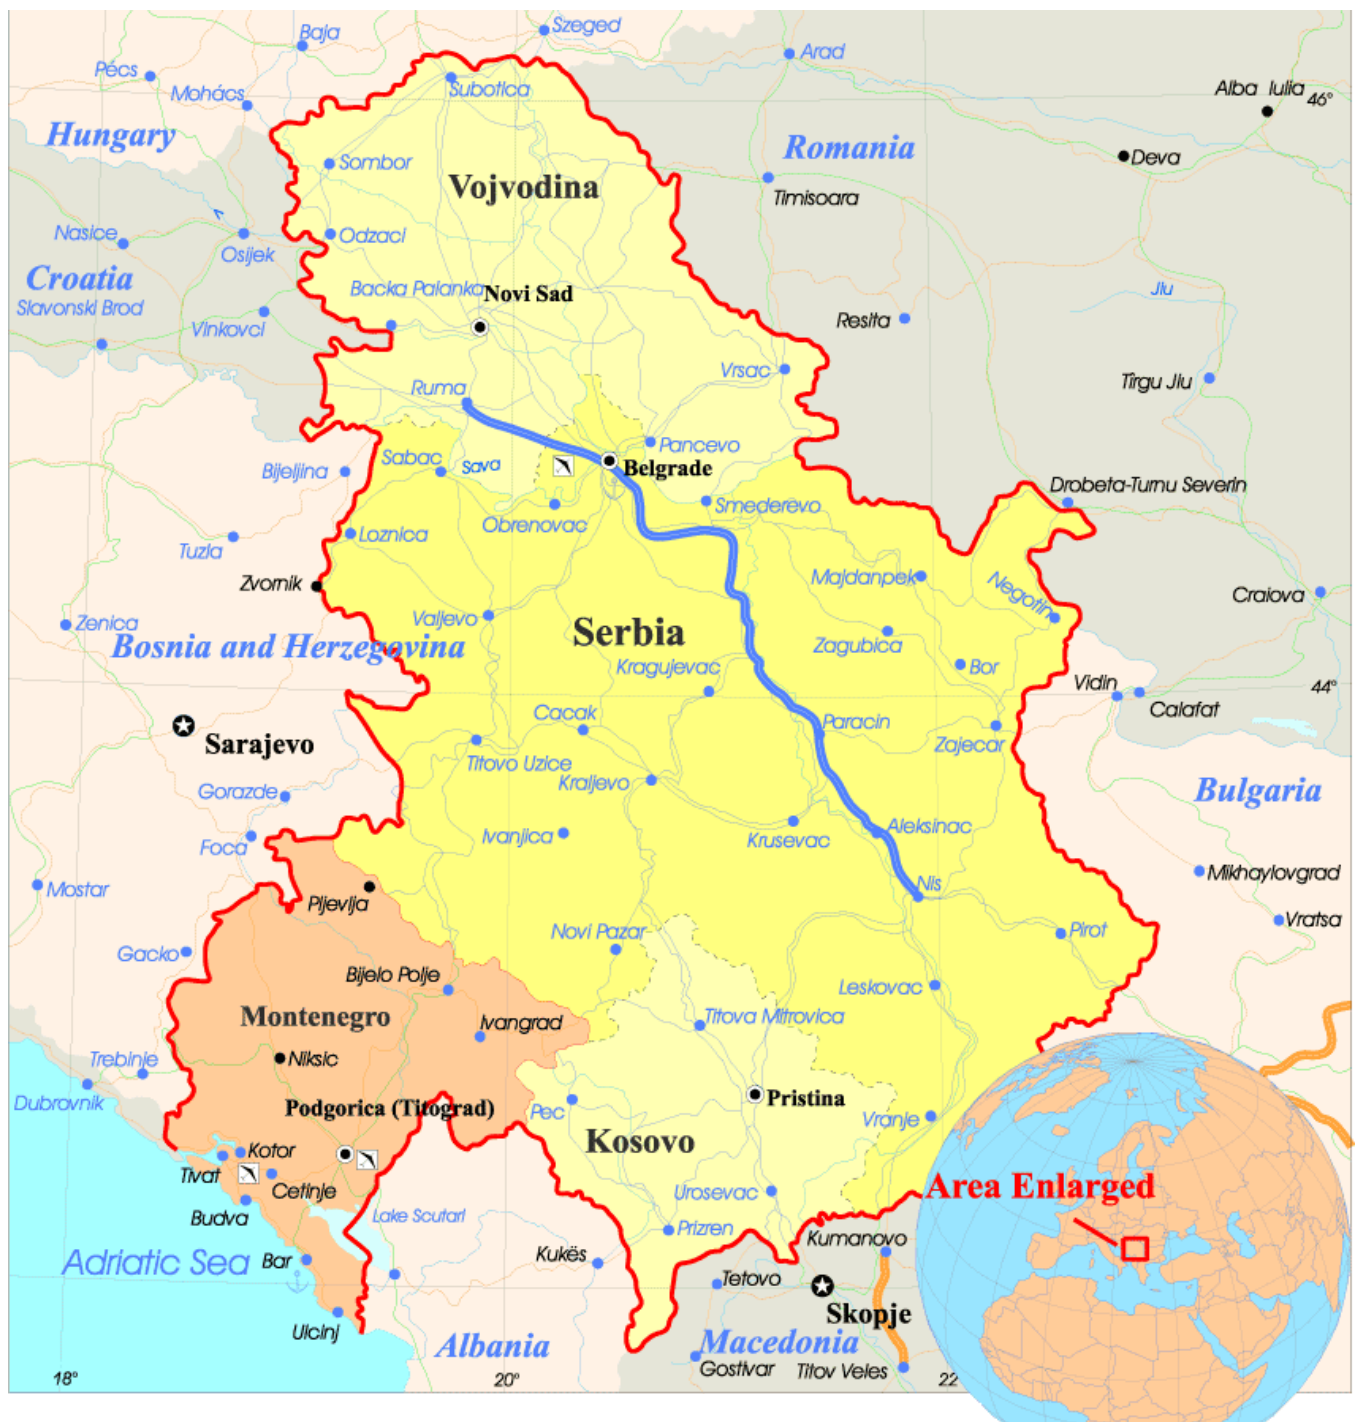 Szeged
Baja
Arad
Pécs
Subotica
Mohács
Alba Iulia
46°
Hungary
Romania
Deva
Sombor
Vojvodina
Timisoara
Nasice
Odzaci
Osijek
Croatia
Backa Palanka
Novi Sad
Jlu
Slavonski Brod
Vinkovci
Resita
Vrsac
Tîrgu Jlu
Ruma
Pancevo
Sabac
Sava
Belgrade
Bijeljina
Drobeta-Turnu Severin
Smederevo
Obrenovac
Loznica
Tuzla
Majdanpek
Negotin
Zvornik
Craiova
Zenica
Valjevo
Serbia
Zagubica
Bosnia and Herzegovina
Kragujevac
Bor
Vidin
44°
Calafat
Cacak
Paracin
Sarajevo
Zajecar
Titovo Uzice
Kraljevo
Gorazde
Bulgaria
Aleksinac
Ivanjica
Krusevac
Foca
Mikhaylovgrad
Nis
Mostar
Pljevlja
Vratsa
Novi Pazar
Pirot
Gacko
Bijelo Polje
Leskovac
Montenegro
Titova Mitrovica
Ivangrad
Trebinje
Niksic
Dubrovnik
Pristina
Podgorica (Titograd)
Pec
Vranje
Kosovo
Kotor
Tivat
Cetinje
Urosevac
Area Enlarged
Budva
Lake Scutari
Prizren
Kumanovo
Adriatic Sea
Bar
Kukës
Tetovo
Skopje
Ulcinj
Albania
Macedonia
Gostivar
Titov Veles
18°
20°
22